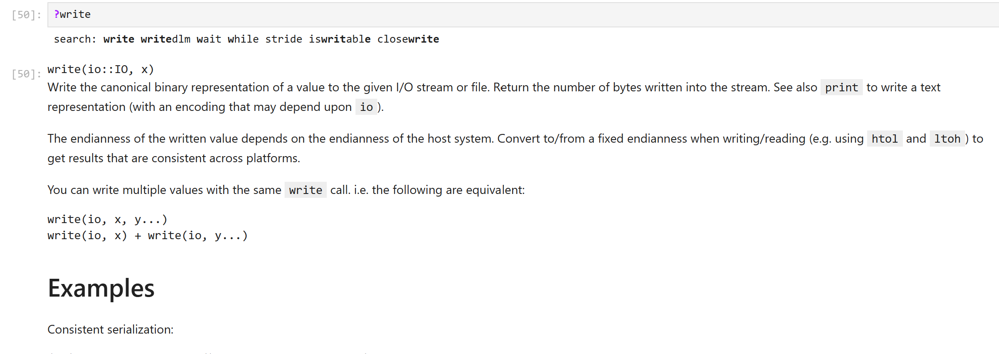 [50]: ?write
search: write writedlm wait while stride iswritable closewrite
[50]: write(io::IO, x)
Write the canonical binary representation of a value to the given I/O stream or file. Return the number of bytes written into the stream. See also print to write a text
representation (with an encoding that may depend upon io ).
The endianness of the written value depends on the endianness of the host system. Convert to/from a fixed endianness when writing/reading (e.g. using htol and ltoh ) to
get results that are consistent across platforms.
You can write multiple values with the same write call. i.e. the following are equivalent:
write(io, x, y...)
write(io, x) + write(io, y...)
Examples
Consistent serialization: